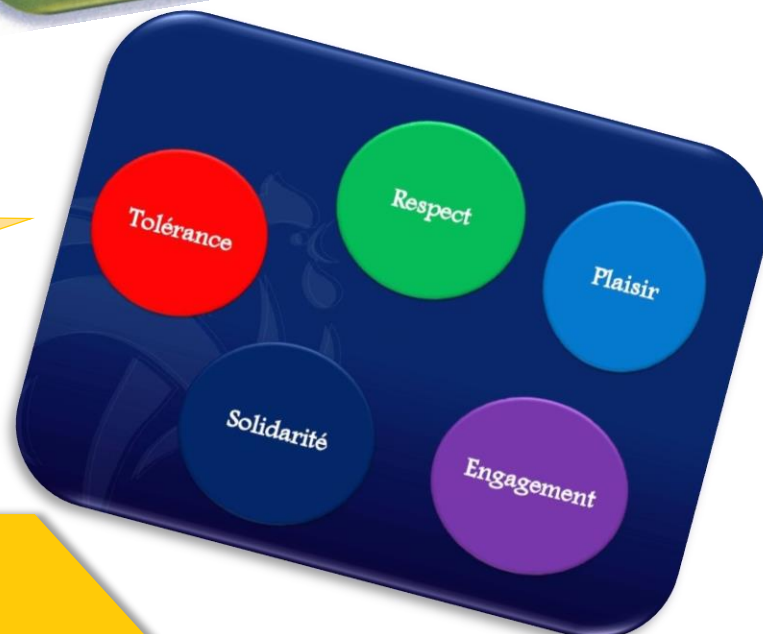 Tolérance
Respect
Plaisir
Solidarité
Engagement